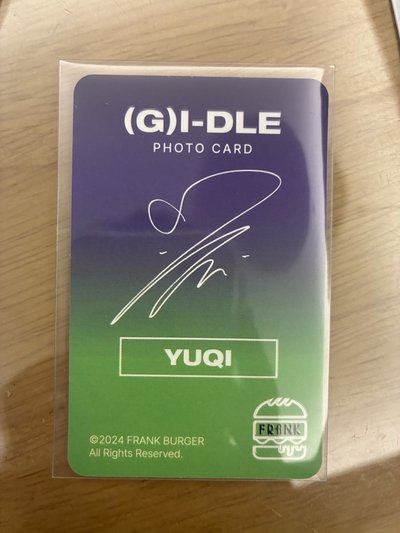 (G)I-DLE
PHOTO CARD
YUQI
FRANK
©2024 FRANK BURGER
All Rights Reserved.